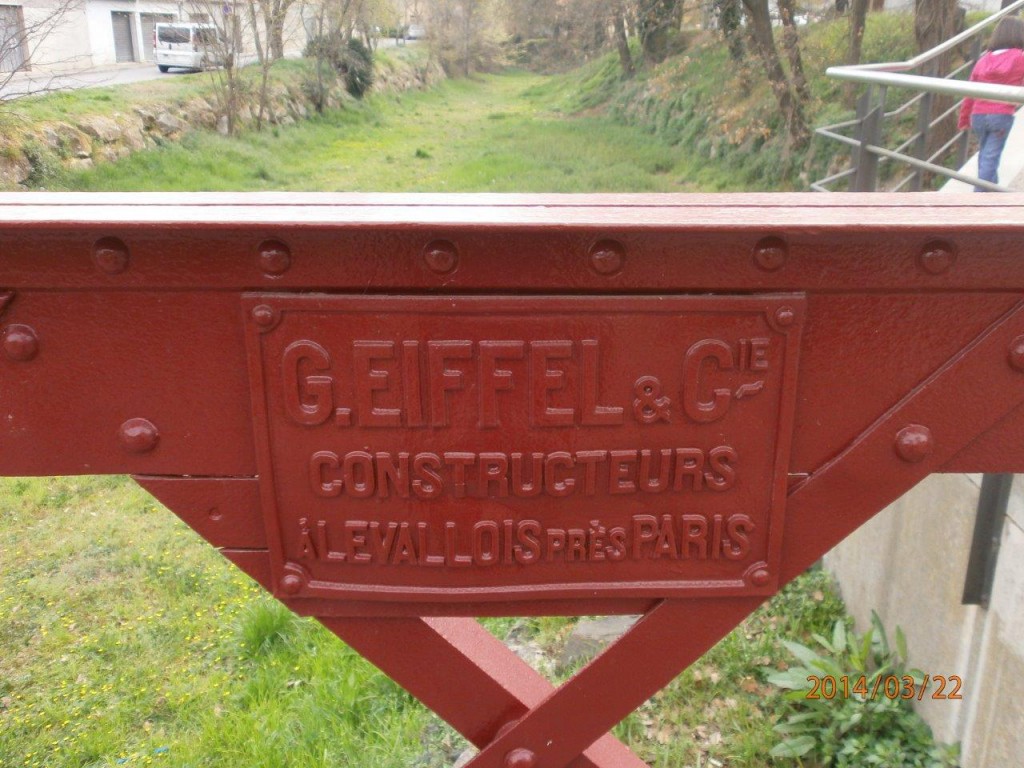 G. EIFFEL & CIE
CONSTRUCTEURS
À LEVALLOIS PRÈS PARIS
2014/03/22